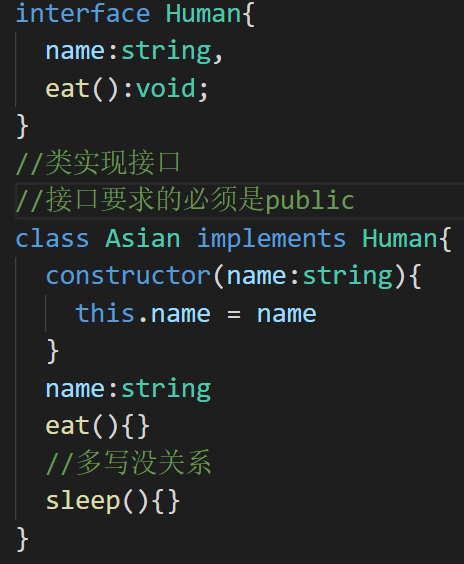 interface Human{
name:string,
eat():void;
}
//类实现接口
//接口要求的必须是public
class Asian implements Human{
constructor(name:string){
this.name = name
}
name:string
eat(){}
//多写没关系
sleep(){}
}